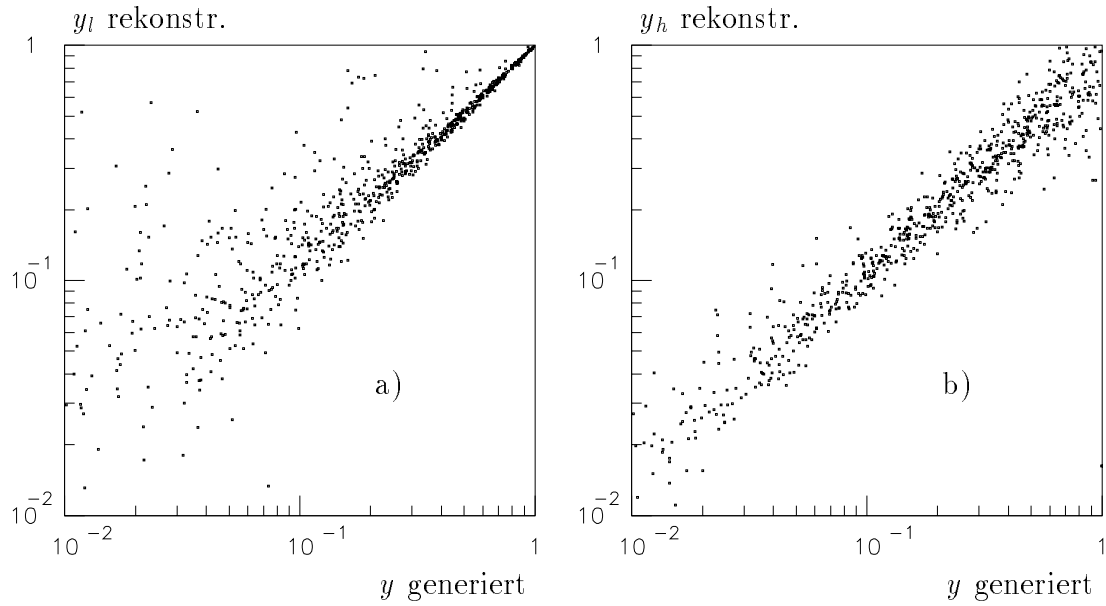 y_l rekonstr.
1
10^{-1}
10^{-2}
a)
10^{-2} 10^{-1} 1
y generiert
y_h rekonstr.
1
10^{-1}
10^{-2}
b)
10^{-2} 10^{-1} 1
y generiert